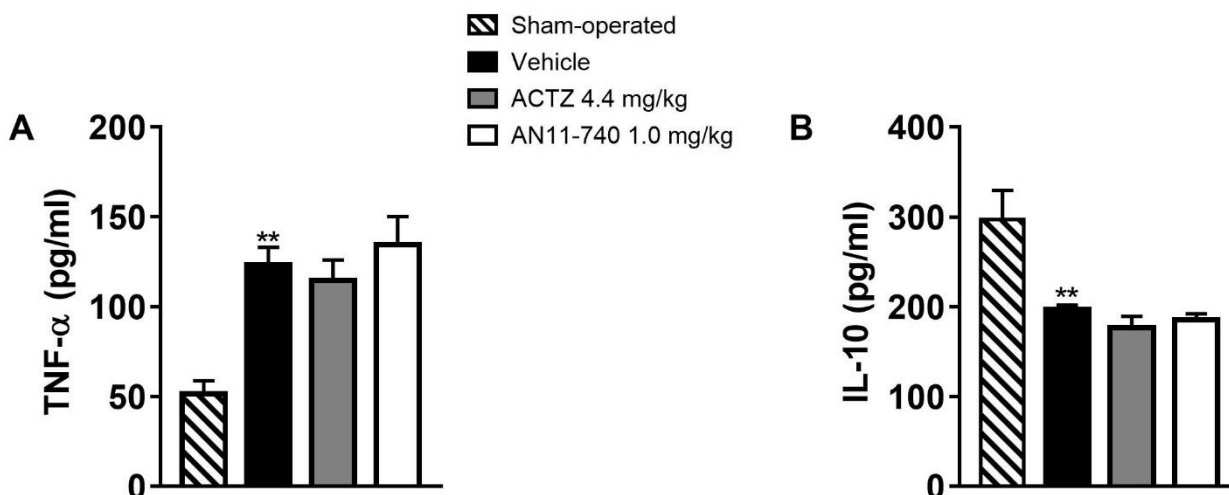 Sham-operated
Vehicle
ACTZ 4.4 mg/kg
AN11-740 1.0 mg/kg
A
TNF-α (pg/ml)
200
150
100
50
0
**
B
IL-10 (pg/ml)
400
300
200
100
0
**